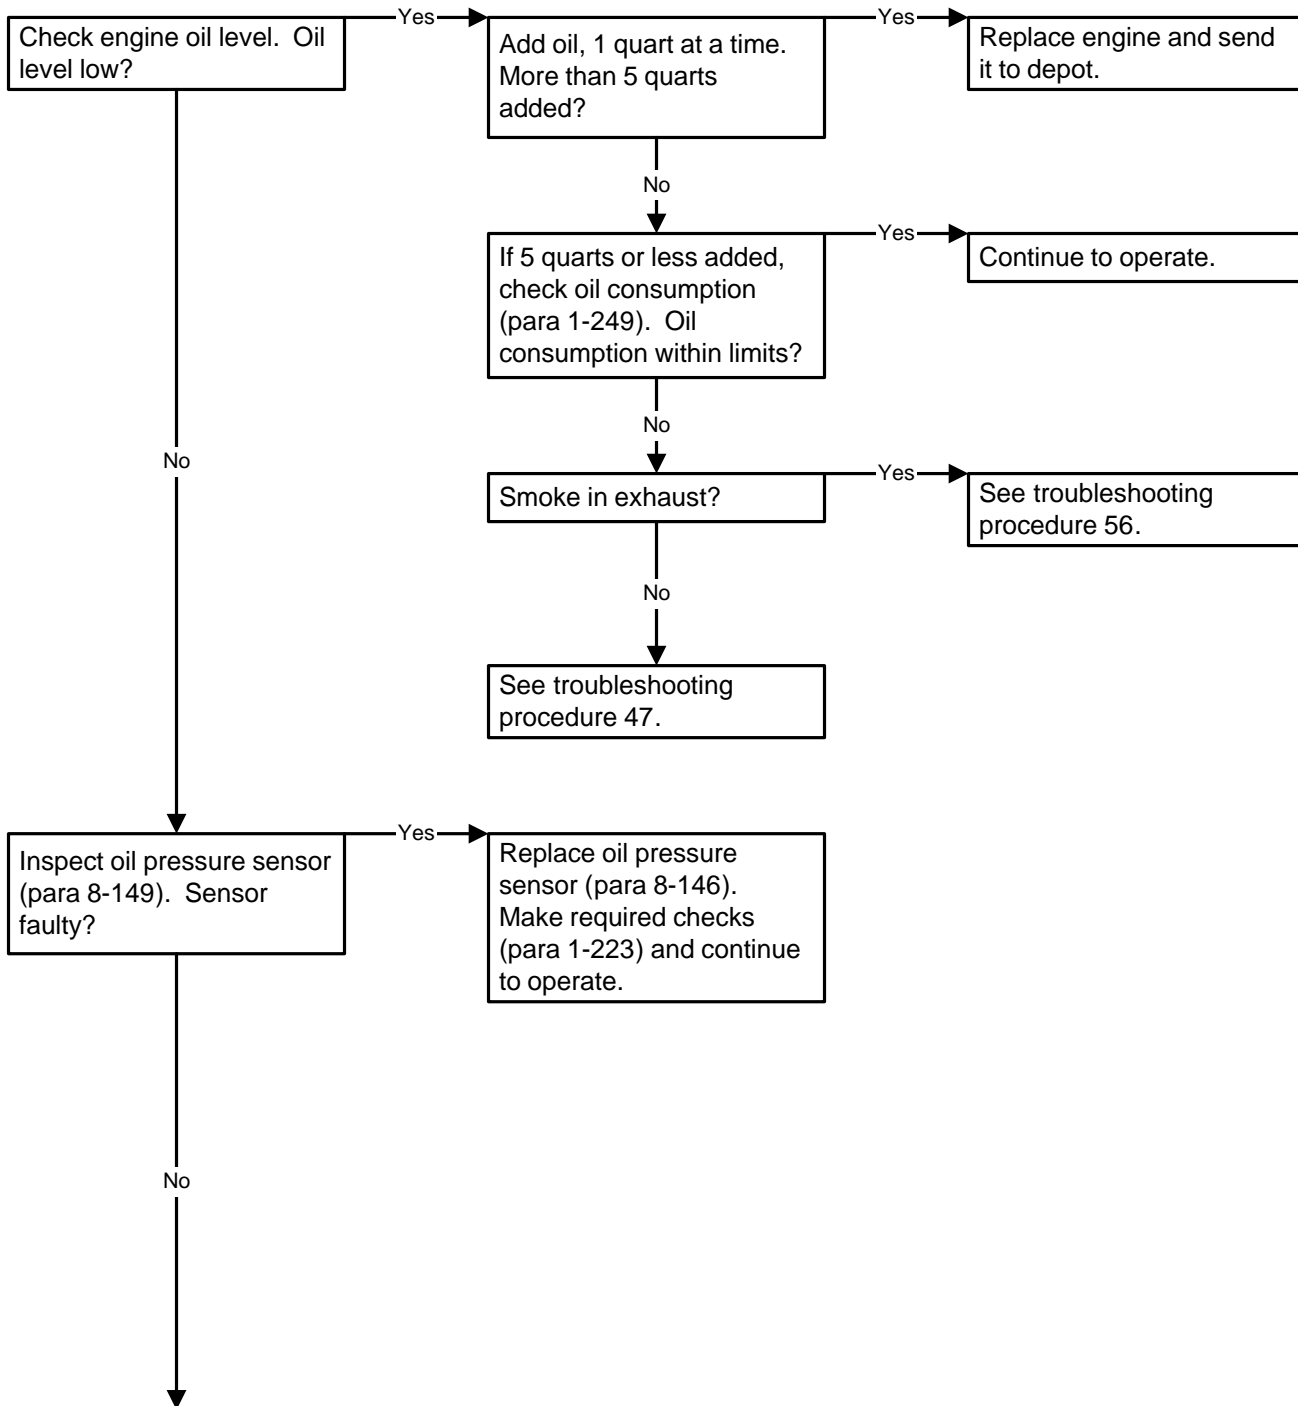 Check engine oil level.  Oil
level low?
Yes
Add oil, 1 quart at a time.
More than 5 quarts
added?
Yes
Replace engine and send
it to depot.
No
If 5 quarts or less added,
check oil consumption
(para 1-249).  Oil
consumption within limits?
Yes
Continue to operate.
No
Smoke in exhaust?
Yes
See troubleshooting
procedure 56.
No
See troubleshooting
procedure 47.
No
Inspect oil pressure sensor
(para 8-149).  Sensor
faulty?
Yes
Replace oil pressure
sensor (para 8-146).
Make required checks
(para 1-223) and continue
to operate.
No